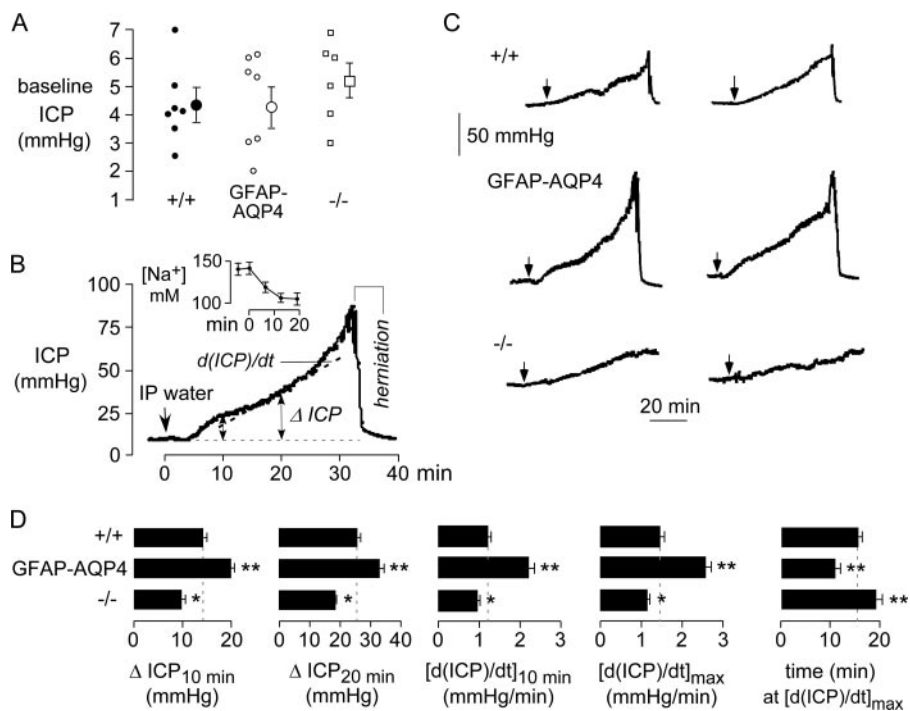 A
baseline
ICP
(mmHg)
7
6
5
4
3
2
1
+/+
GFAP-
AQP4
-/-
B
[Na+]
mM
150
100
min 0 10 20
ICP
(mmHg)
100
75
50
25
0
d(ICP)/dt
IP water
Δ ICP
herniation
0 10 20 30 40 min
C
+/+
50 mmHg
GFAP-AQP4
-/-
20 min
D
+/+
GFAP-AQP4 ** ** ** ** **
-/- * * * * **
0 10 20 0 10 20 30 40 0 1 2 3 0 1 2 3 0 5 10 15 20
Δ ICP10 min Δ ICP20 min [d(ICP)/dt]10 min [d(ICP)/dt]max time (min)
(mmHg) (mmHg) (mmHg/min) (mmHg/min) at [d(ICP)/dt]max